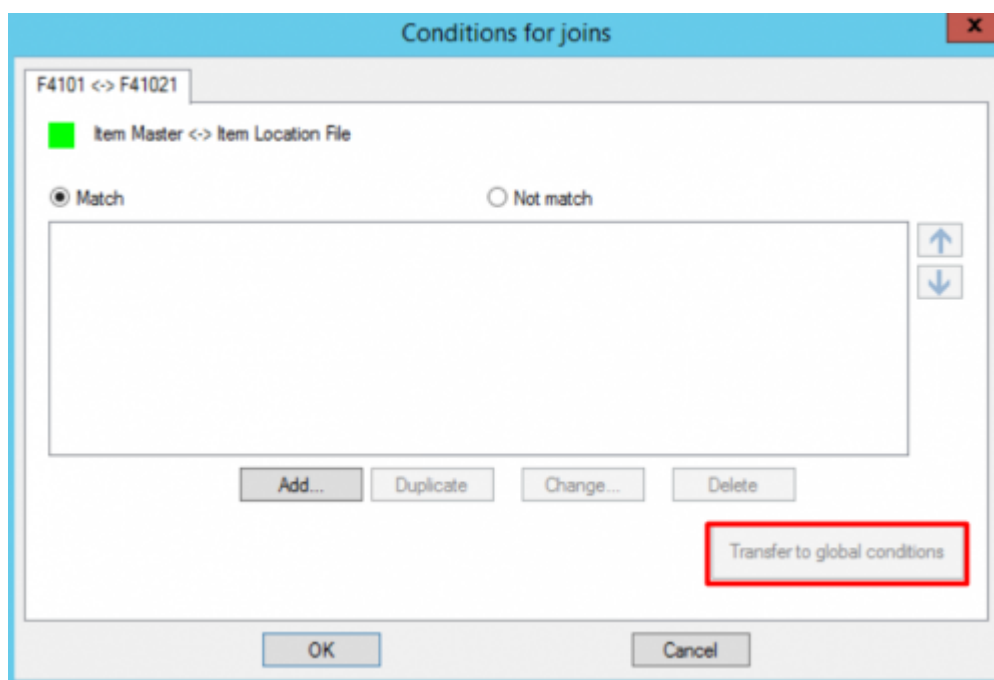 Conditions for joins
x
F4101 <-> F41021
Item Master <-> Item Location File
Match Not match
Add... Duplicate Change... Delete
Transfer to global conditions
OK Cancel